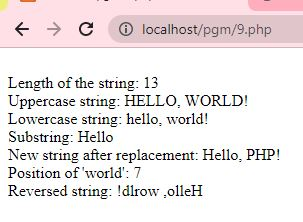 localhost/pgm/9.php
Length of the string: 13
Uppercase string: HELLO, WORLD!
Lowercase string: hello, world!
Substring: Hello
New string after replacement: Hello, PHP!
Position of 'world': 7
Reversed string: !dlrow ,olleH